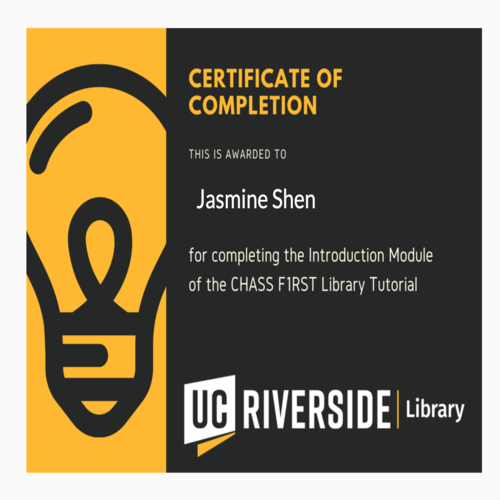 CERTIFICATE OF
COMPLETION
THIS IS AWARDED TO
Jasmine Shen
for completing the Introduction Module
of the CHASS F1RST Library Tutorial
UC RIVERSIDE | Library